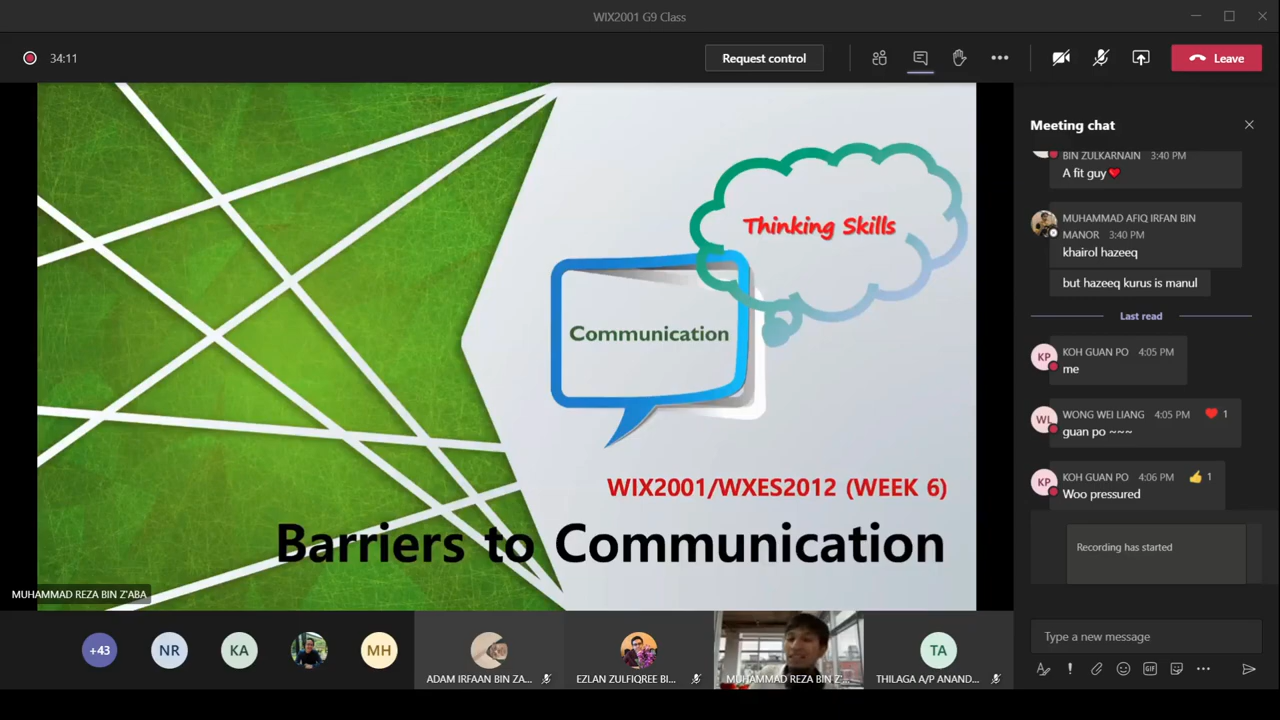 WIX2001 G9 Class
34:11
Request control
Leave
Thinking Skills
Communication
WIX2001/WXES2012 (WEEK 6)
Barriers to Communication
MUHAMMAD REZA BIN Z'ABA
Meeting chat
BIN ZULKARNAIN 3:40 PM
A fit guy❤
MUHAMMAD AFIQ IRFAN BIN
MANOR 3:40 PM
khairol hazeeq
but hazeeq kurus is manul
Last read
KP
KOH GUAN PO 4:05 PM
me
WL
WONG WEI LIANG 4:05 PM ❤ 1
guan po ~~~
KP
KOH GUAN PO 4:06 PM 👍 1
Woo pressured
Recording has started
Type a new message
GIF
+43
NR
KA
MH
ADAM IRFAAN BIN ZA...
EZLAN ZULFIQREE BI...
MUHAMMAD REZA BIN Z'...
TA
THILAGA A/P ANAND...